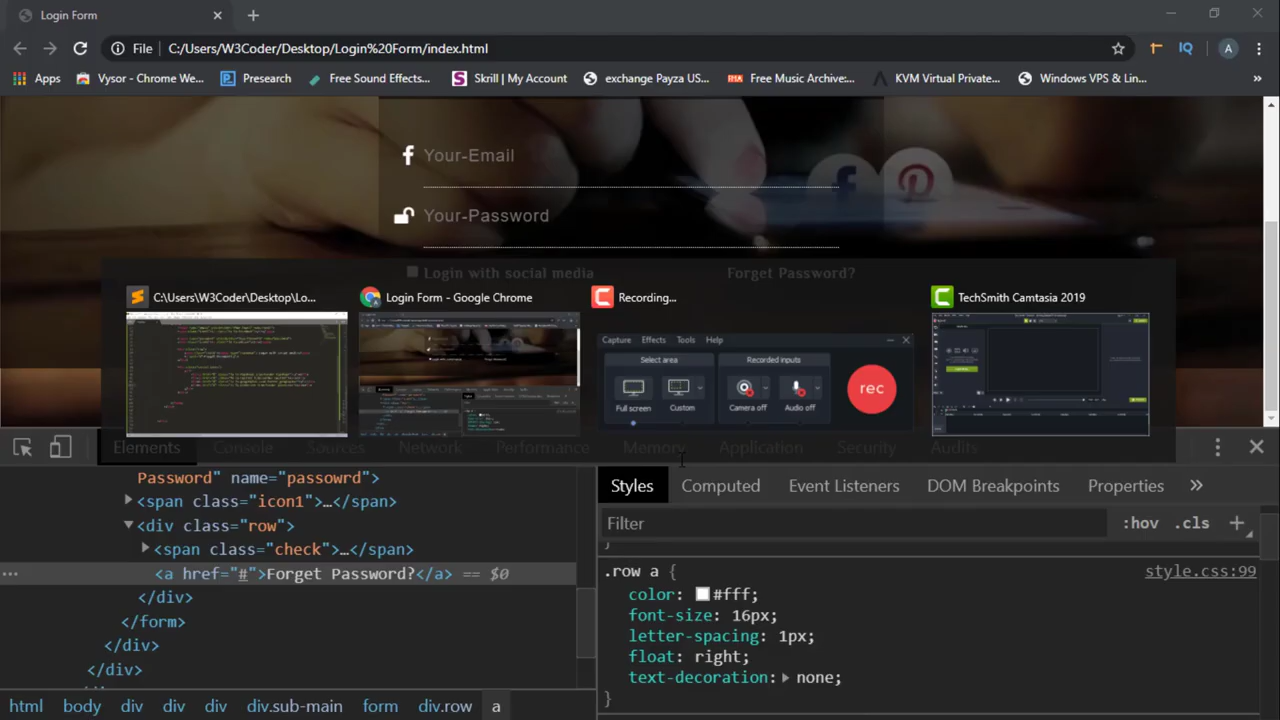 Login Form
File
C:/Users/W3Coder/Desktop/Login%20Form/index.html
A
Apps
Vysor - Chrome We...
Presearch
Free Sound Effects...
Skrill | My Account
exchange Payza US...
Free Music Archive:...
KVM Virtual Private...
Windows VPS & Lin...
»
Your-Email
Your-Password
Login with social media
Forget Password?
C:\Users\W3Coder\Desktop\Lo...
Login Form - Google Chrome
Recording...
TechSmith Camtasia 2019
Capture Effects Tools Help
Select area
Recorded inputs
Full screen
Custom
Camera off
Audio off
rec
Elements
Console
Sources
Network
Performance
Memory
Application
Security
Audits
Password" name="passowrd">
<span class="icon1">…</span>
<div class="row">
<span class="check">…</span>
<a href="#">Forget Password?</a> == $0
</div>
</form>
</div>
</div>
html body div div div div.sub-main form div.row a
Styles
Computed
Event Listeners
DOM Breakpoints
Properties
»
Filter
:hov .cls +
}
.row a {
style.css:99
color: #fff;
font-size: 16px;
letter-spacing: 1px;
float: right;
text-decoration: none;
}